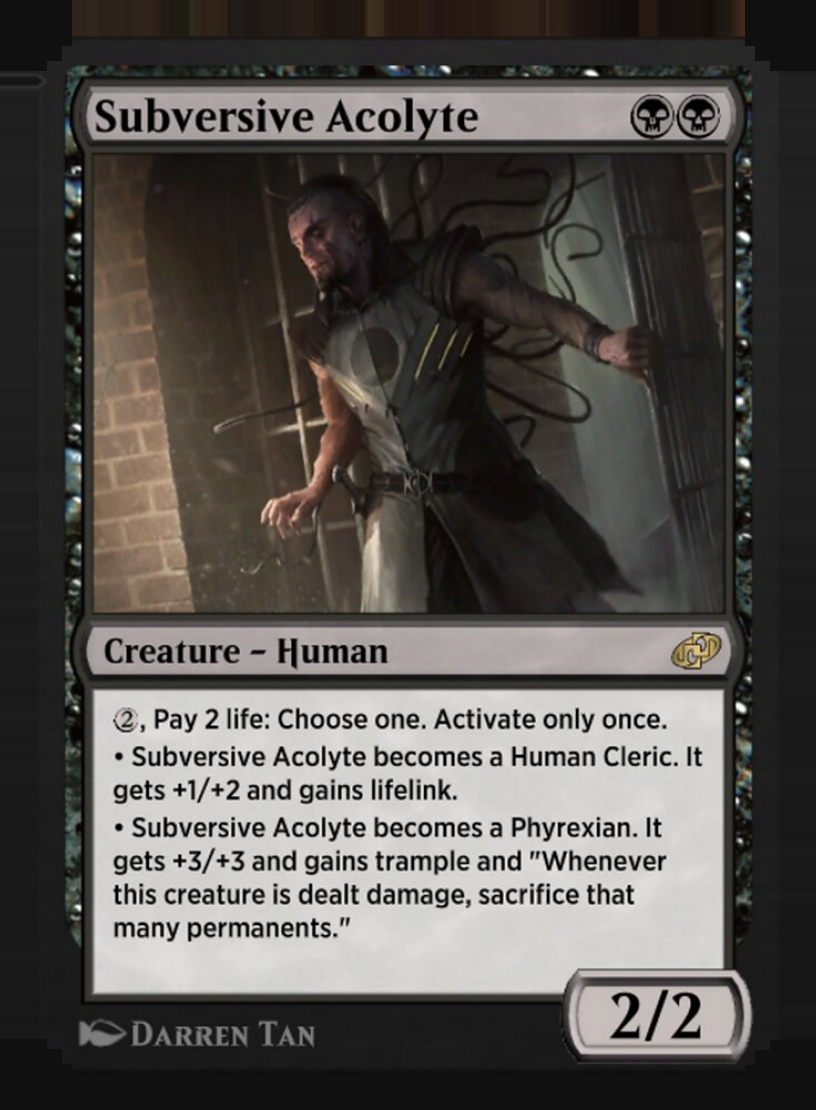 Subversive Acolyte
Creature – Human
2, Pay 2 life: Choose one. Activate only once.
• Subversive Acolyte becomes a Human Cleric. It
gets +1/+2 and gains lifelink.
• Subversive Acolyte becomes a Phyrexian. It
gets +3/+3 and gains trample and "Whenever
this creature is dealt damage, sacrifice that
many permanents."
2/2
DARREN TAN